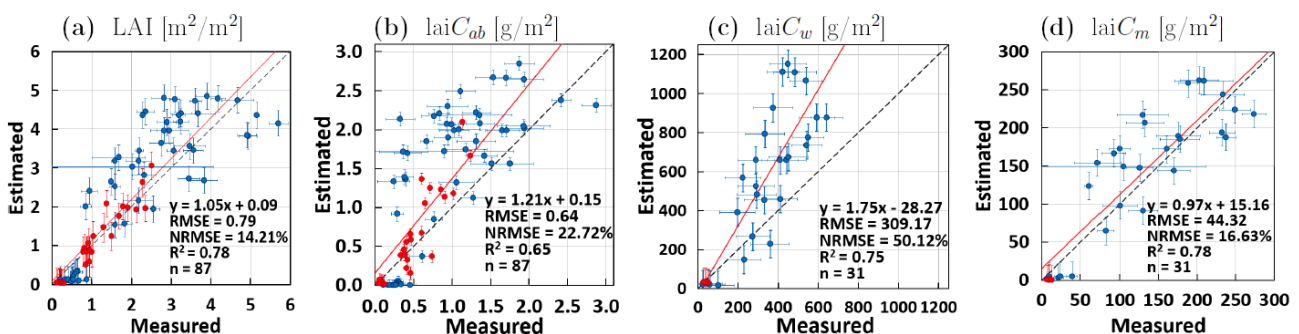 (a) LAI [m²/m²]
6
5
4
3
2
1
0
0 1 2 3 4 5 6
Estimated
Measured
y = 1.05x + 0.09
RMSE = 0.79
NRMSE = 14.21%
R² = 0.78
n = 87
(b) laiCab [g/m²]
3.0
2.5
2.0
1.5
1.0
0.5
0.0
0.0 0.5 1.0 1.5 2.0 2.5 3.0
Estimated
Measured
y = 1.21x + 0.15
RMSE = 0.64
NRMSE = 22.72%
R² = 0.65
n = 87
(c) laiCw [g/m²]
1200
1000
800
600
400
200
0
0 200 400 600 800 1000 1200
Estimated
Measured
y = 1.75x - 28.27
RMSE = 309.17
NRMSE = 50.12%
R² = 0.75
n = 31
(d) laiCm [g/m²]
300
250
200
150
100
50
0
0 50 100 150 200 250 300
Estimated
Measured
y = 0.97x + 15.16
RMSE = 44.32
NRMSE = 16.63%
R² = 0.78
n = 31